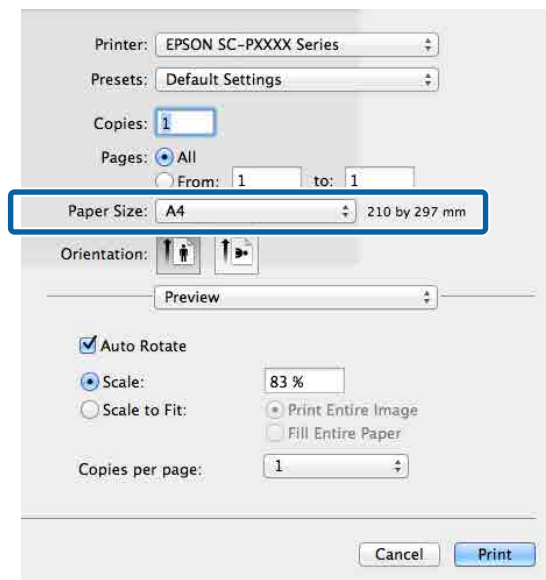 Printer: EPSON SC-PXXXX Series
Presets: Default Settings
Copies: 1
Pages: All
From: 1 to: 1
Paper Size: A4 210 by 297 mm
Orientation:
Preview
Auto Rotate
Scale: 83 %
Scale to Fit: Print Entire Image
Fill Entire Paper
Copies per page: 1
Cancel Print